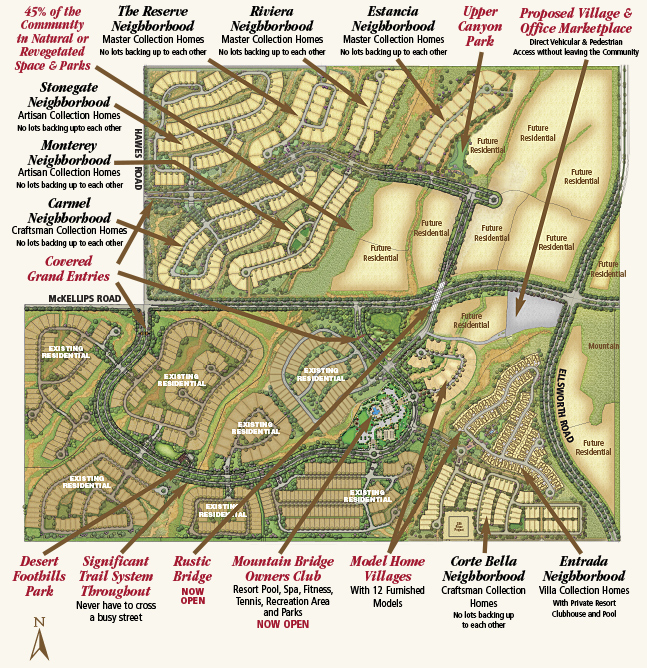 45% of the
Community
in Natural or
Revegetated
Space & Parks
The Reserve
Neighborhood
Master Collection Homes
No lots backing up to each other
Riviera
Neighborhood
Master Collection Homes
No lots backing up to each other
Estancia
Neighborhood
Master Collection Homes
No lots backing up to each other
Upper
Canyon
Park
Proposed Village &
Office Marketplace
Direct Vehicular & Pedestrian
Access without leaving the Community
Stonegate
Neighborhood
Artisan Collection Homes
No lots backing upto each other
Monterey
Neighborhood
Artisan Collection Homes
No lots backing up to each other
Carmel
Neighborhood
Craftsman Collection Homes
No lots backing up to each other
Covered
Grand Entries
HAWES ROAD
McKELLIPS ROAD
ELLSWORTH ROAD
Future
Residential
Future
Residential
Future
Residential
Future
Residential
Future
Residential
Future
Residential
Future
Residential
Future
Residential
Future
Residential
Mountain
Future
Residential
EXISTING
RESIDENTIAL
EXISTING
RESIDENTIAL
EXISTING
RESIDENTIAL
EXISTING
RESIDENTIAL
EXISTING
RESIDENTIAL
EXISTING
RESIDENTIAL
EXISTING
RESIDENTIAL
Desert
Foothills
Park
Significant
Trail System
Throughout
Never have to cross
a busy street
Rustic
Bridge
NOW
OPEN
Mountain Bridge
Owners Club
Resort Pool, Spa, Fitness,
Tennis, Recreation Area
and Parks
NOW OPEN
Model Home
Villages
With 12 Furnished
Models
Corte Bella
Neighborhood
Craftsman Collection
Homes
No lots backing up
to each other
Entrada
Neighborhood
Villa Collection Homes
With Private Resort
Clubhouse and Pool
N